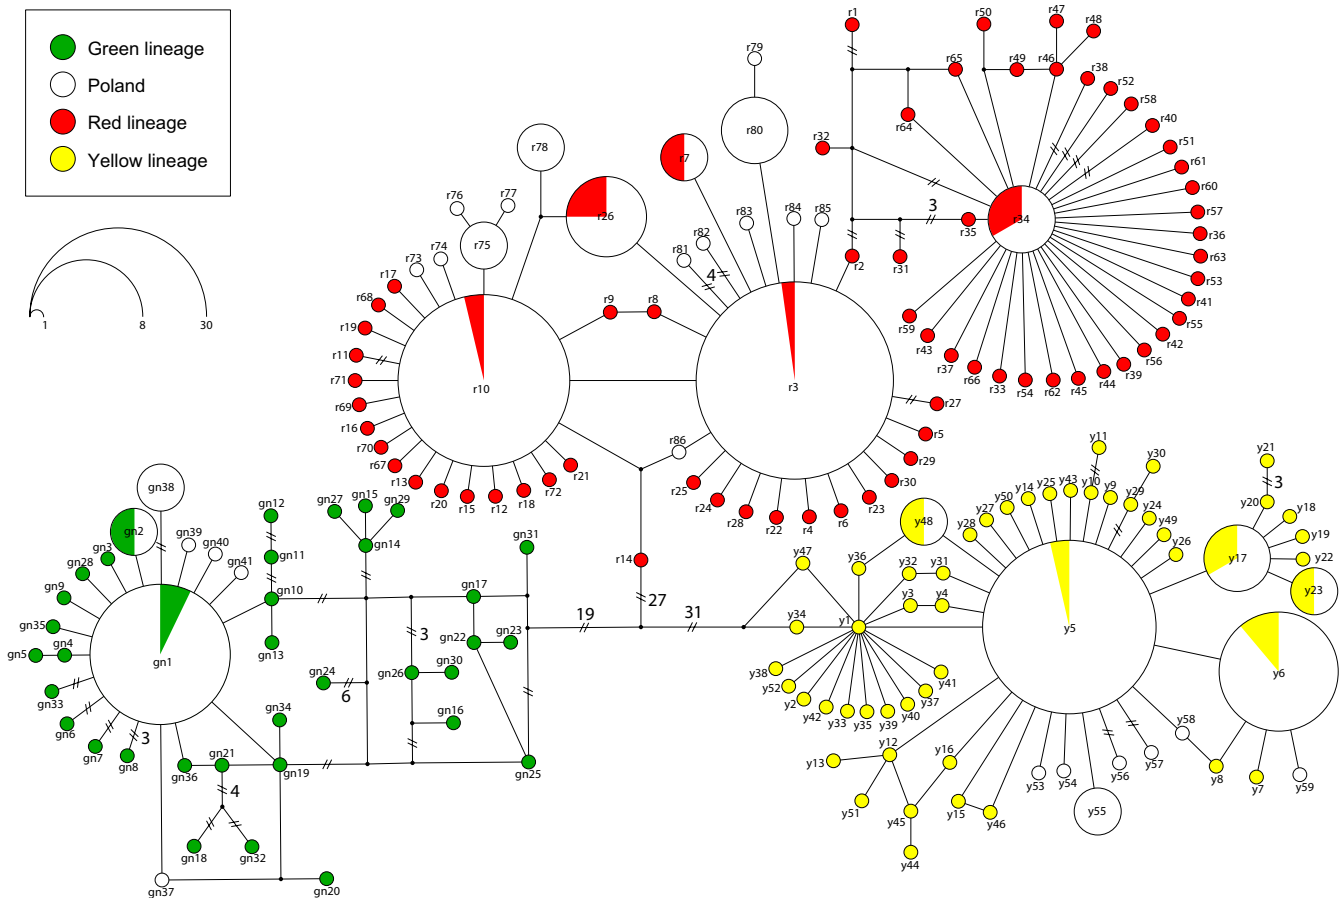 Green lineage
Poland
Red lineage
Yellow lineage
1
8
30
r1
r50
r47
r48
r79
r65
r49
r46
r38
r52
r58
r40
r51
r61
r60
r57
r36
r63
r53
r41
r55
r42
r56
r39
r44
r45
r62
r54
r33
r66
r37
r43
r59
r34
r35
3
r31
r2
r32
r64
r80
r7
r78
r26
r76
r77
r75
r74
r73
r17
r68
r19
r11
r71
r69
r16
r70
r67
r13
r20
r15
r12
r18
r72
r21
r10
r9
r8
r81
r82
4
r83
r84
r85
r3
r27
r5
r29
r30
r23
r6
r4
r22
r28
r24
r25
r86
r14
27
19
31
gn38
gn2
gn39
gn40
gn41
gn3
gn28
gn9
gn35
gn5
gn4
gn33
gn6
gn7
gn8
3
gn1
gn12
gn11
gn10
gn13
gn27
gn15
gn29
gn14
gn31
gn17
gn22
gn23
3
gn26
gn30
gn16
gn24
6
gn34
gn19
gn21
gn36
4
gn18
gn32
gn37
gn20
gn25
y47
y36
y48
y34
y1
y32
y31
y3
y4
y38
y52
y2
y42
y33
y35
y39
y40
y37
y41
y28
y27
y50
y14
y25
y43
y10
y11
y9
y29
y30
y24
y49
y26
y5
y21
3
y20
y18
y19
y22
y17
y23
y6
y58
y8
y7
y59
y57
y56
y55
y54
y53
y12
y13
y51
y16
y45
y44
y15
y46